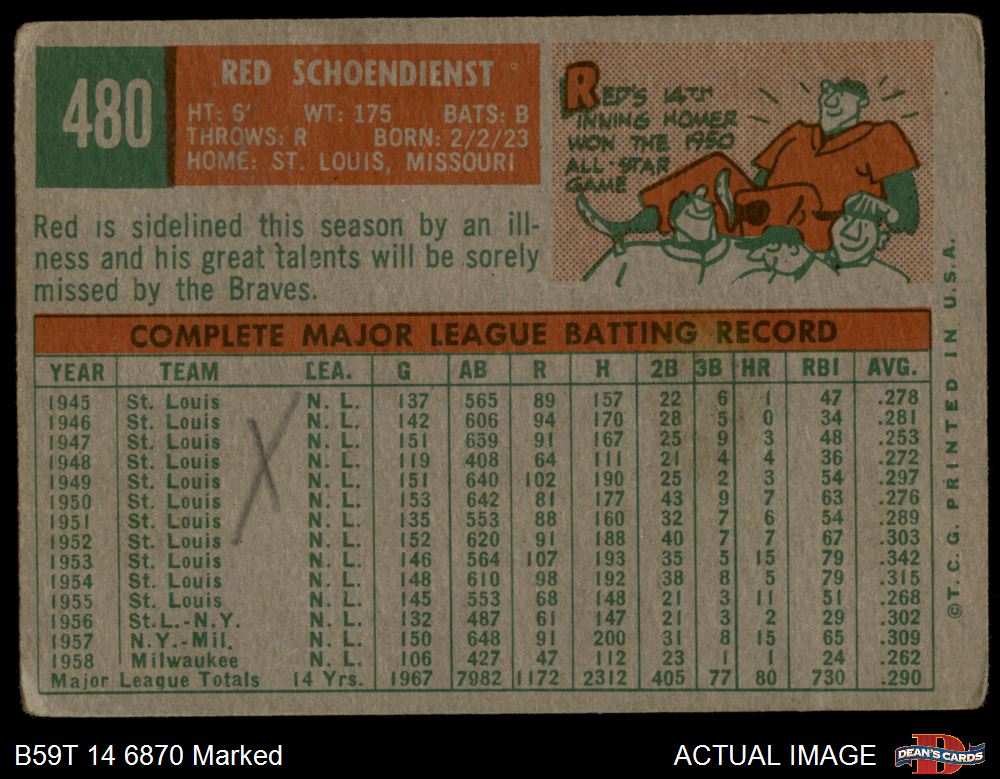 480
RED SCHOENDIENST
HT: 6' WT: 175 BATS: B
THROWS: R BORN: 2/2/23
HOME: ST. LOUIS, MISSOURI
RED'S 14TH
INNING HOMER
WON THE 1950
ALL-STAR
GAME
Red is sidelined this season by an ill-
ness and his great talents will be sorely
missed by the Braves.
COMPLETE MAJOR LEAGUE BATTING RECORD
YEAR TEAM LEA. G AB R H 2B 3B HR RBI AVG.
1945 St. Louis N. L. 137 565 89 157 22 6 1 47 .278
1946 St. Louis N. L. 142 606 94 170 28 5 0 34 .281
1947 St. Louis N. L. 151 659 91 167 25 9 3 48 .253
1948 St. Louis N. L. 119 408 64 111 21 4 4 36 .272
1949 St. Louis N. L. 151 640 102 190 25 2 3 54 .297
1950 St. Louis N. L. 153 642 81 177 43 9 7 63 .276
1951 St. Louis N. L. 135 553 88 160 32 7 6 54 .289
1952 St. Louis N. L. 152 620 91 188 40 7 7 67 .303
1953 St. Louis N. L. 146 564 107 193 35 5 15 79 .342
1954 St. Louis N. L. 148 610 98 192 38 8 5 79 .315
1955 St. Louis N. L. 145 553 68 148 21 3 11 51 .268
1956 St.L.-N.Y. N. L. 132 487 61 147 21 3 2 29 .302
1957 N.Y.-Mil. N. L. 150 648 91 200 31 8 15 65 .309
1958 Milwaukee N. L. 106 427 47 112 23 1 1 24 .262
Major League Totals 14 Yrs. 1967 7982 1172 2312 405 77 80 730 .290
©T.C.G. PRINTED IN U.S.A.
B59T 14 6870 Marked
ACTUAL IMAGE
DEAN'S CARDS